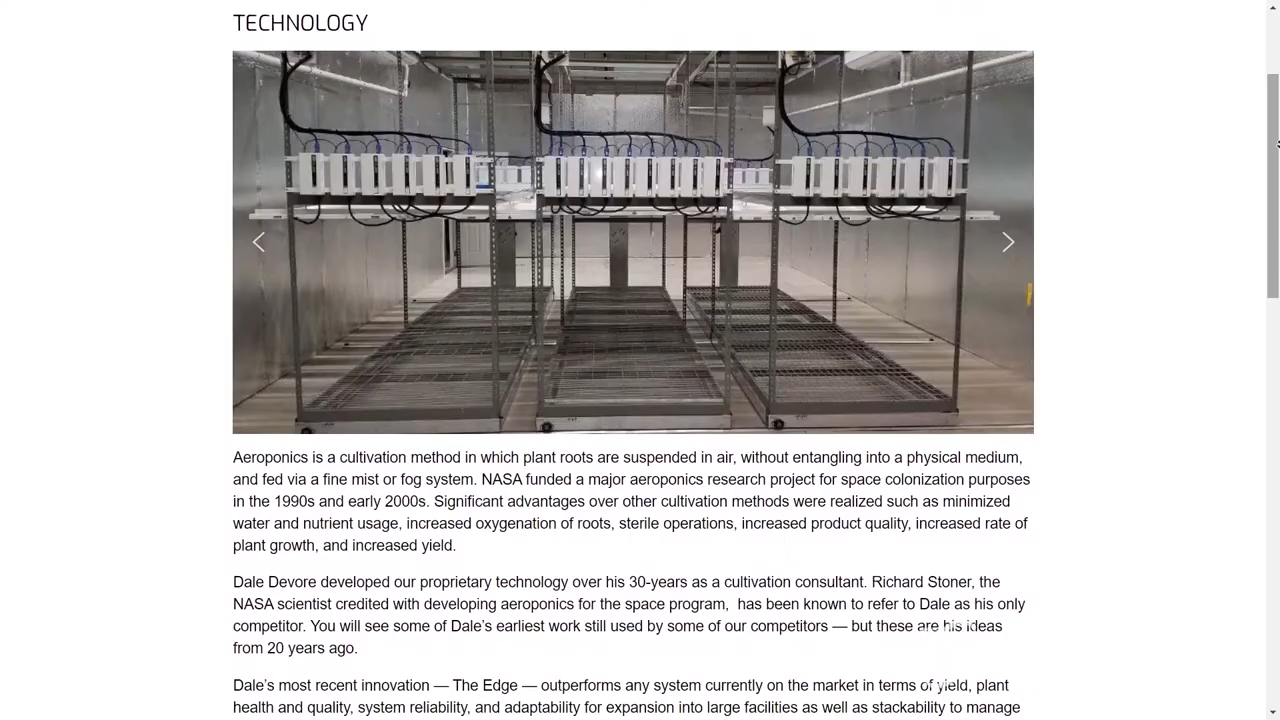 TECHNOLOGY
Aeroponics is a cultivation method in which plant roots are suspended in air, without entangling into a physical medium,
and fed via a fine mist or fog system. NASA funded a major aeroponics research project for space colonization purposes
in the 1990s and early 2000s. Significant advantages over other cultivation methods were realized such as minimized
water and nutrient usage, increased oxygenation of roots, sterile operations, increased product quality, increased rate of
plant growth, and increased yield.
Dale Devore developed our proprietary technology over his 30-years as a cultivation consultant. Richard Stoner, the
NASA scientist credited with developing aeroponics for the space program, has been known to refer to Dale as his only
competitor. You will see some of Dale's earliest work still used by some of our competitors — but these are his ideas
from 20 years ago.
Dale's most recent innovation — The Edge — outperforms any system currently on the market in terms of yield, plant
health and quality, system reliability, and adaptability for expansion into large facilities as well as stackability to manage